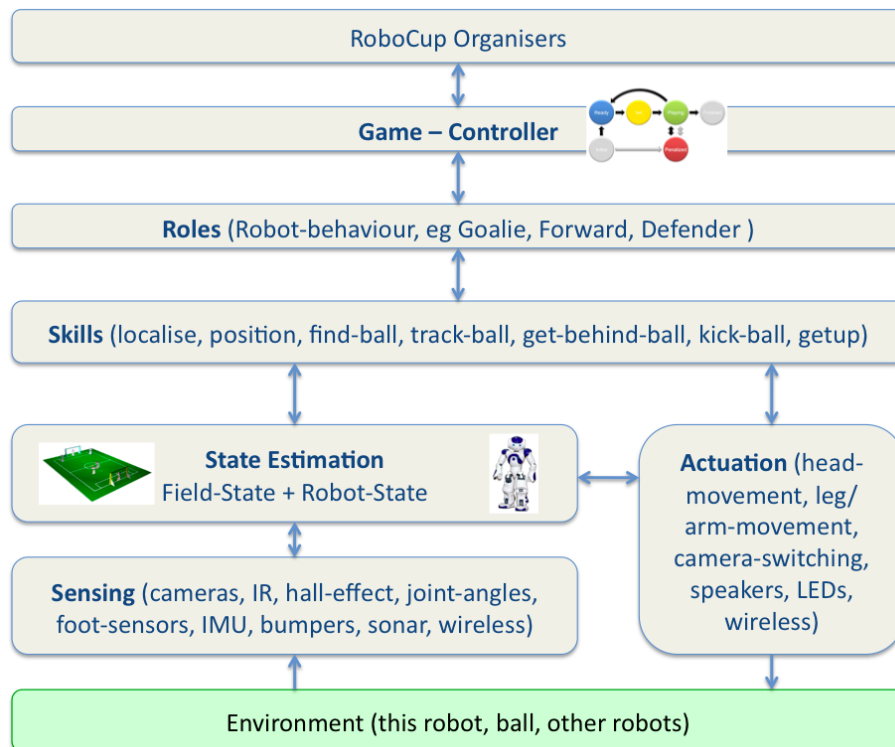 RoboCup Organisers
Game – Controller
Ready
Playing
Penalized
Roles (Robot-behaviour, eg Goalie, Forward, Defender )
Skills (localise, position, find-ball, track-ball, get-behind-ball, kick-ball, getup)
State Estimation
Field-State + Robot-State
Actuation (head-
movement, leg/
arm-movement,
camera-switching,
speakers, LEDs,
wireless)
Sensing (cameras, IR, hall-effect, joint-angles,
foot-sensors, IMU, bumpers, sonar, wireless)
Environment (this robot, ball, other robots)